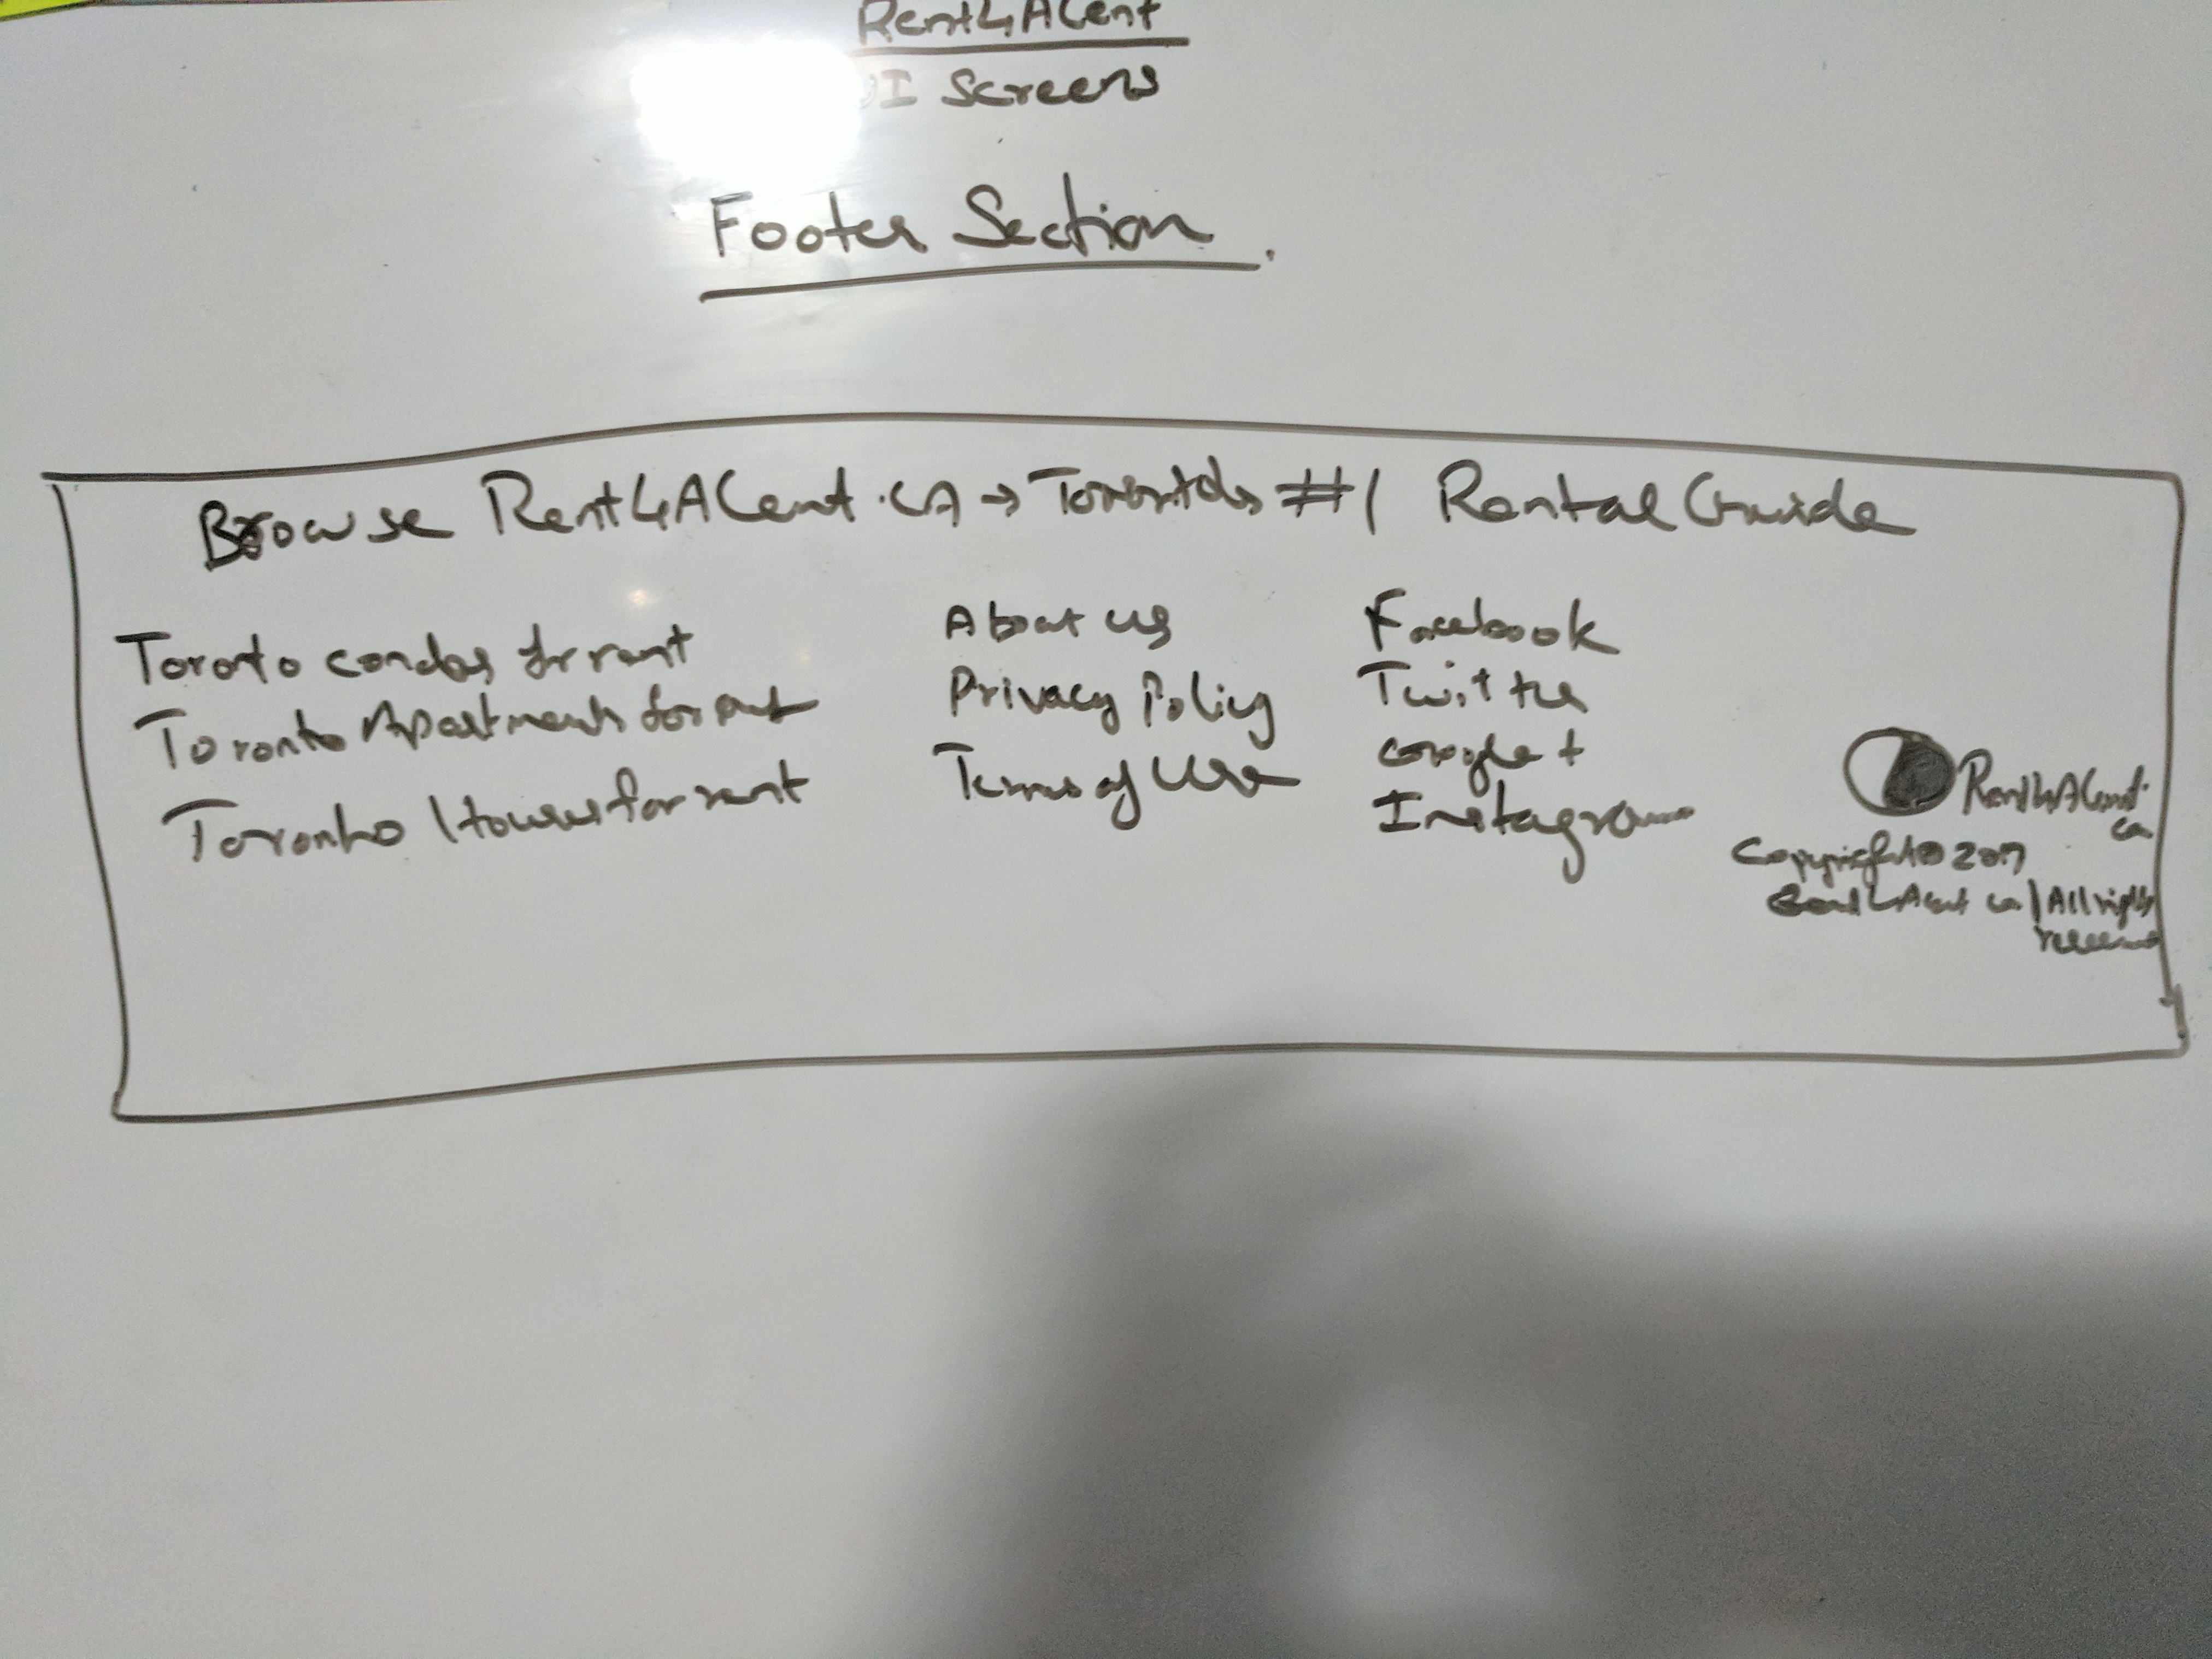 Rent4ACent
UI Screens
Footer Section.
Browse Rent4ACent.CA → Toronto's #1 Rental Guide
Toronto condos for rent
Toronto Apartments for rent
Toronto Houses for rent
About us
Privacy Policy
Terms of Use
Facebook
Twitter
Google +
Instagram
Rent4ACent.
ca
Copyright © 2017
Rent4ACent ca | All rights